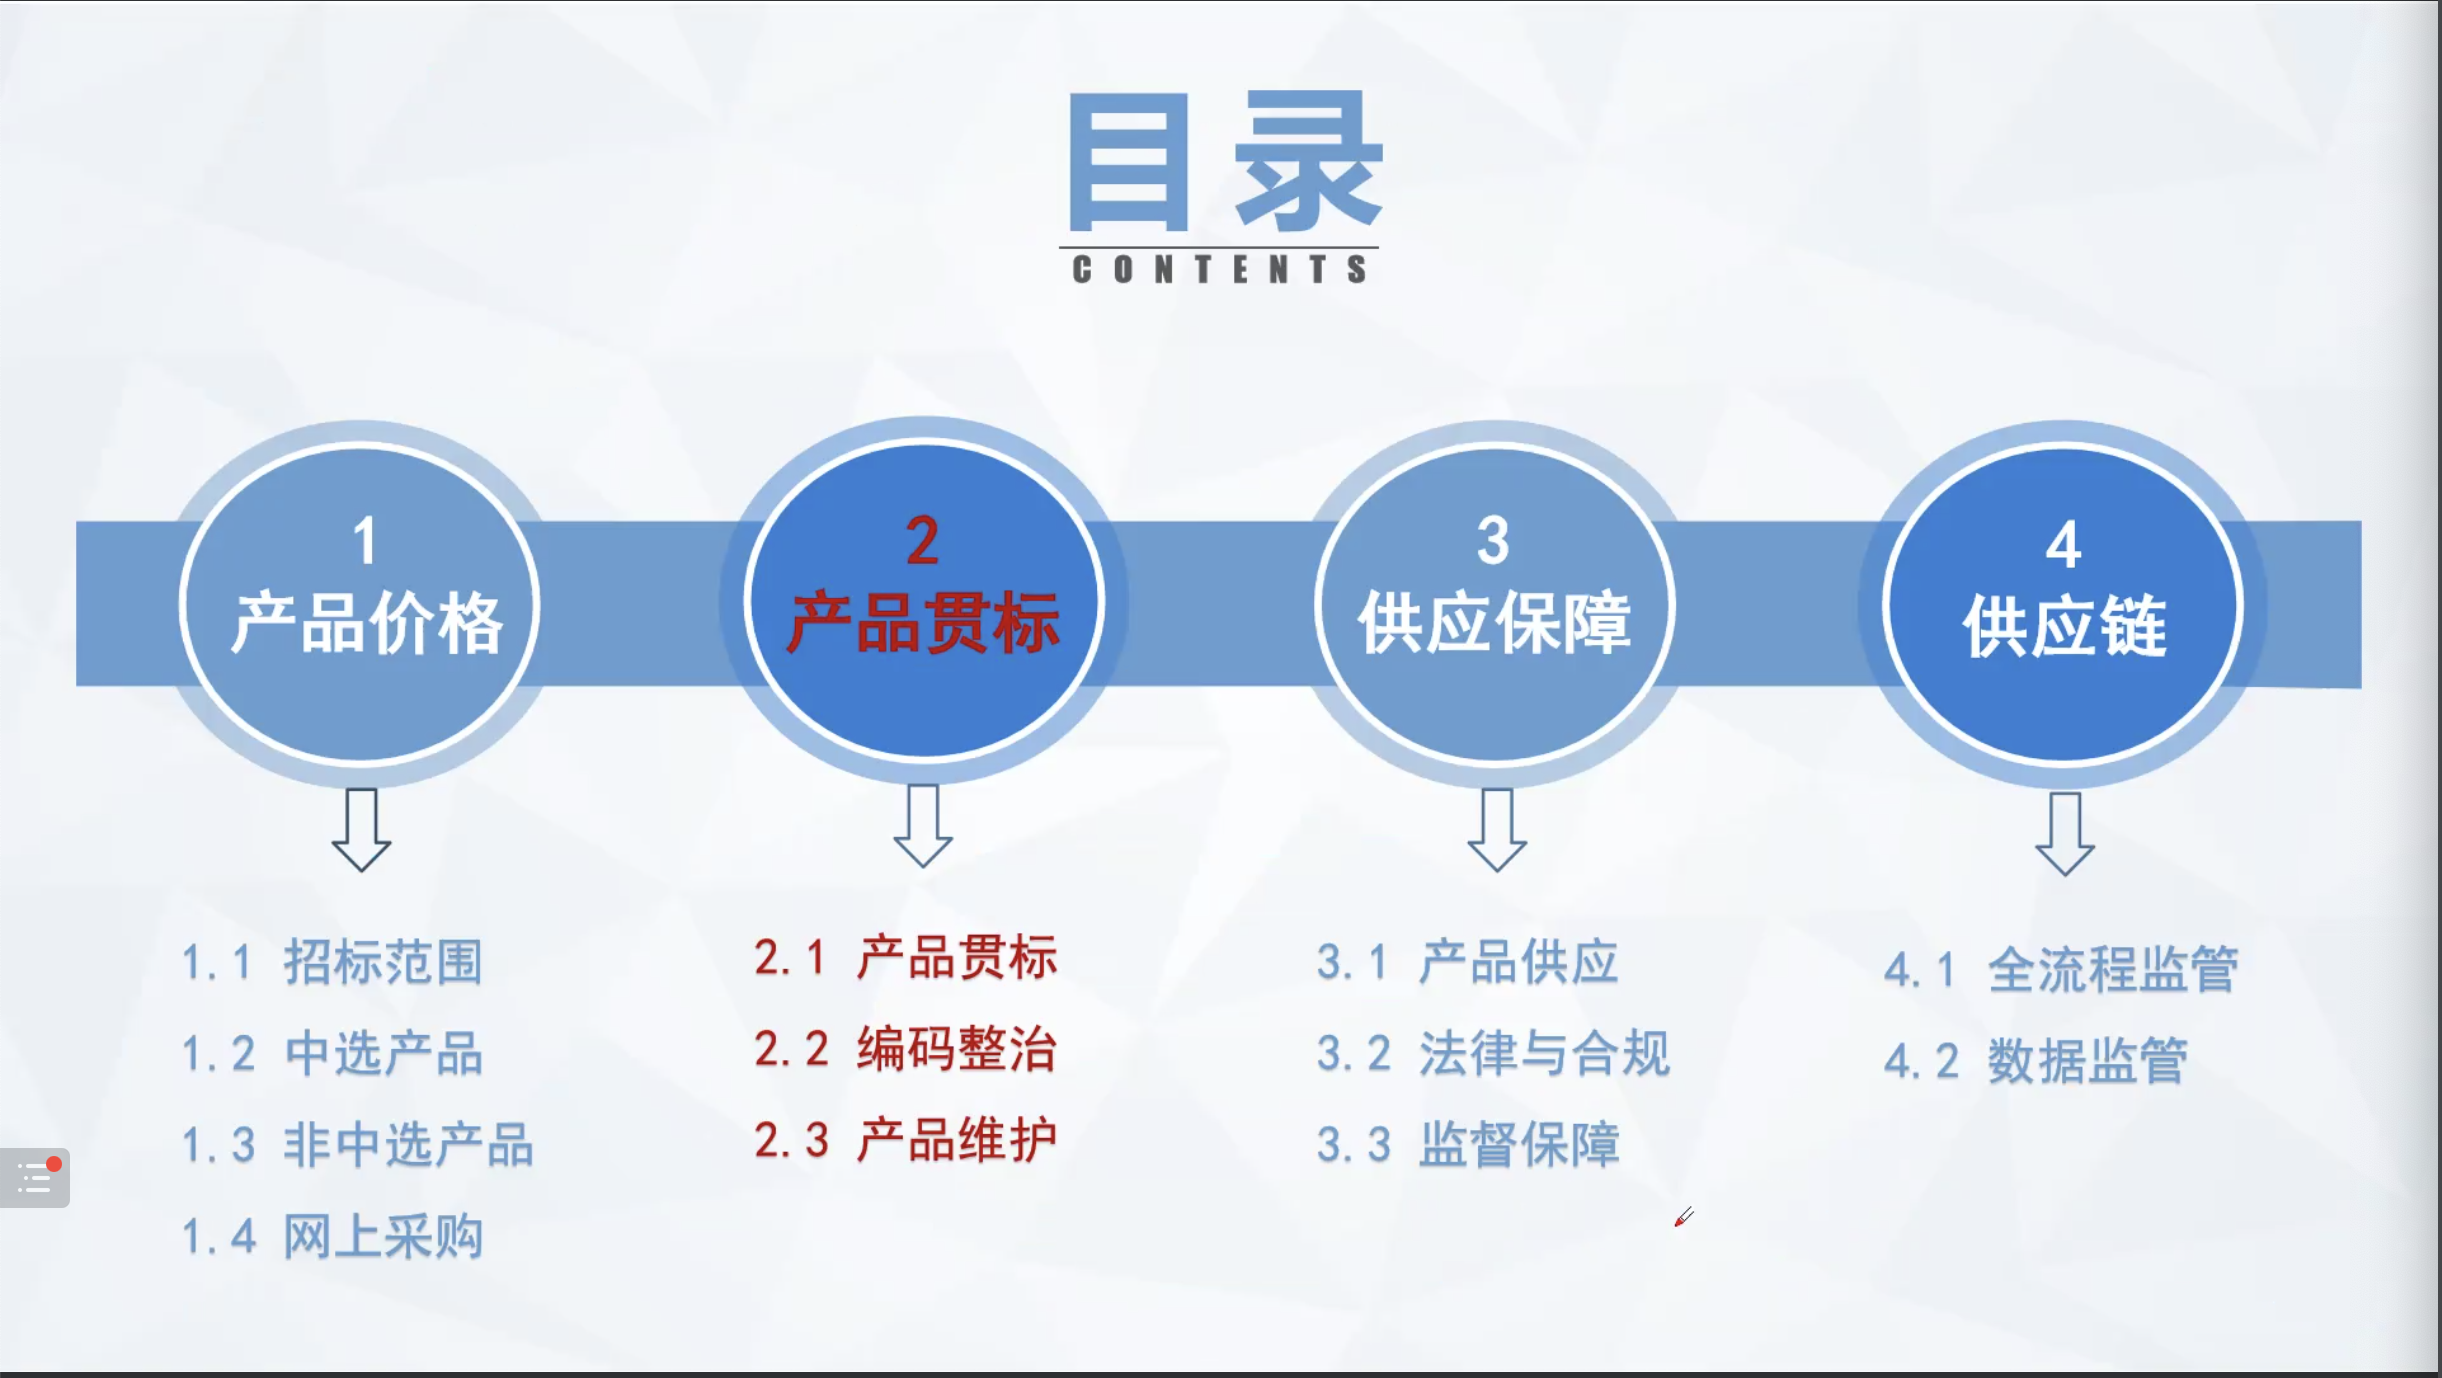 目录
CONTENTS
1
产品价格
2
产品贯标
3
供应保障
4
供应链
1.1 招标范围
1.2 中选产品
1.3 非中选产品
1.4 网上采购
2.1 产品贯标
2.2 编码整治
2.3 产品维护
3.1 产品供应
3.2 法律与合规
3.3 监督保障
4.1 全流程监管
4.2 数据监管